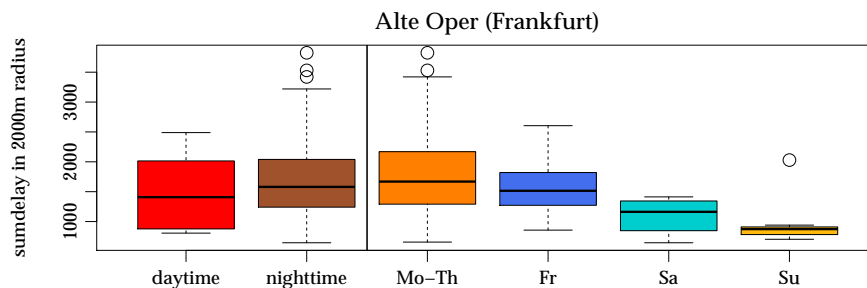 Alte Oper (Frankfurt)
sumdelay in 2000m radius
3000
2000
1000
daytime nighttime Mo−Th Fr Sa Su